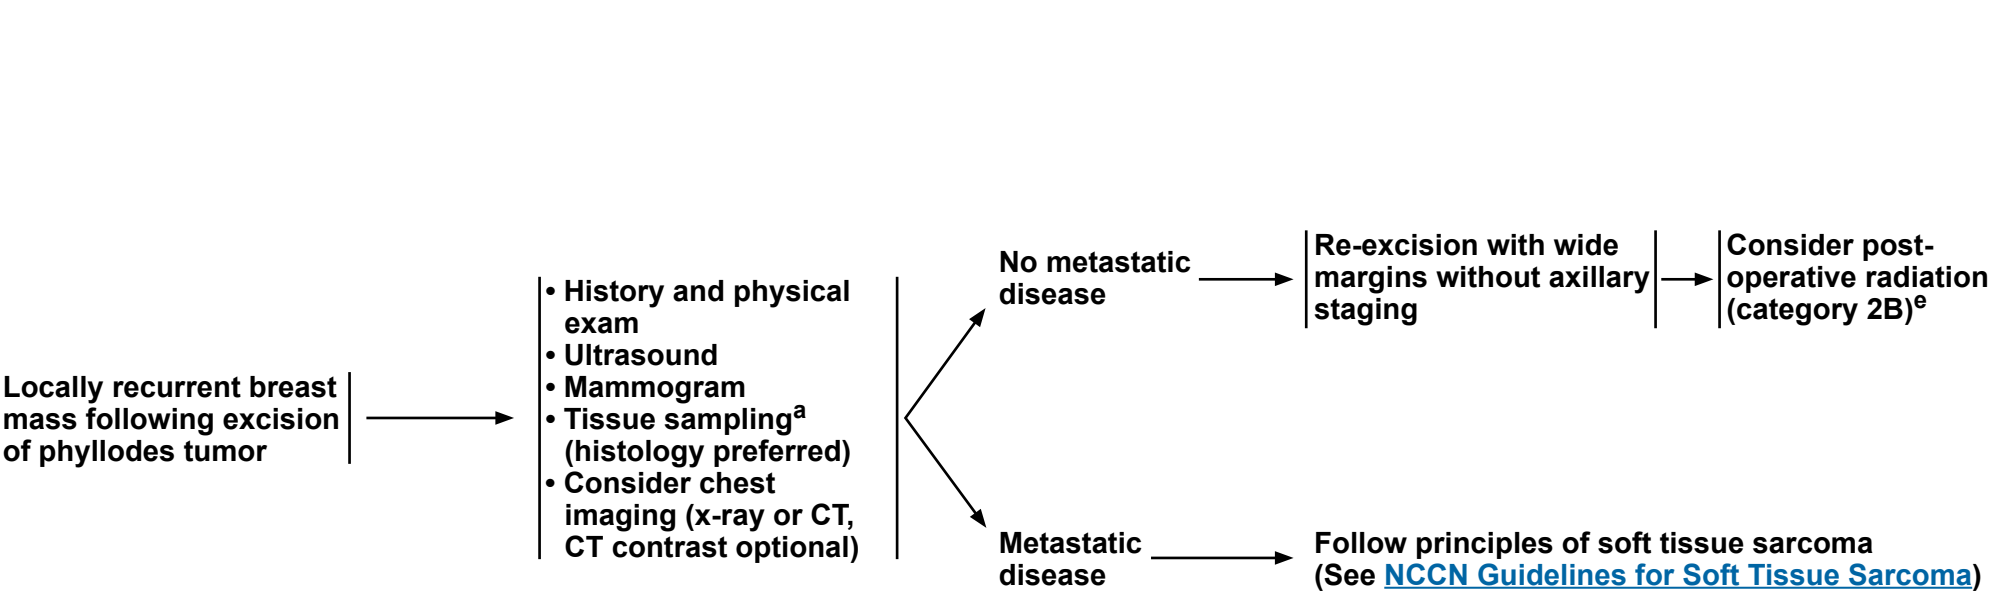 Locally recurrent breast
mass following excision
of phyllodes tumor
• History and physical
exam
• Ultrasound
• Mammogram
• Tissue samplingᵃ
(histology preferred)
• Consider chest
imaging (x-ray or CT,
CT contrast optional)
No metastatic
disease
Re-excision with wide
margins without axillary
staging
Consider post-
operative radiation
(category 2B)ᵉ
Metastatic
disease
Follow principles of soft tissue sarcoma
(See NCCN Guidelines for Soft Tissue Sarcoma)